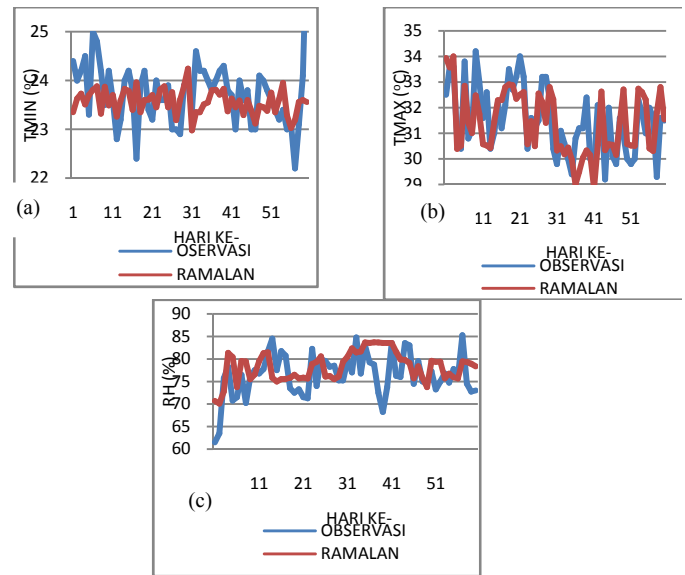 25
24
23
22
TMIN (°C)
(a)
1 11 21 31 41 51
HARI KE-
OSERVASI
RAMALAN
35
34
33
32
31
30
29
TMAX (°C)
(b)
11 21 31 41 51
HARI KE-
OBSERVASI
RAMALAN
90
85
80
75
70
65
60
RH (%)
(c)
11 21 31 41 51
HARI KE-
OBSERVASI
RAMALAN